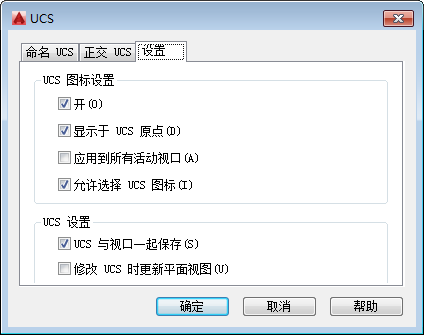 UCS
命名 UCS 正交 UCS 设置
UCS 图标设置
开(O)
显示于 UCS 原点(D)
应用到所有活动视口(A)
允许选择 UCS 图标(I)
UCS 设置
UCS 与视口一起保存(S)
修改 UCS 时更新平面视图(U)
确定 取消 帮助